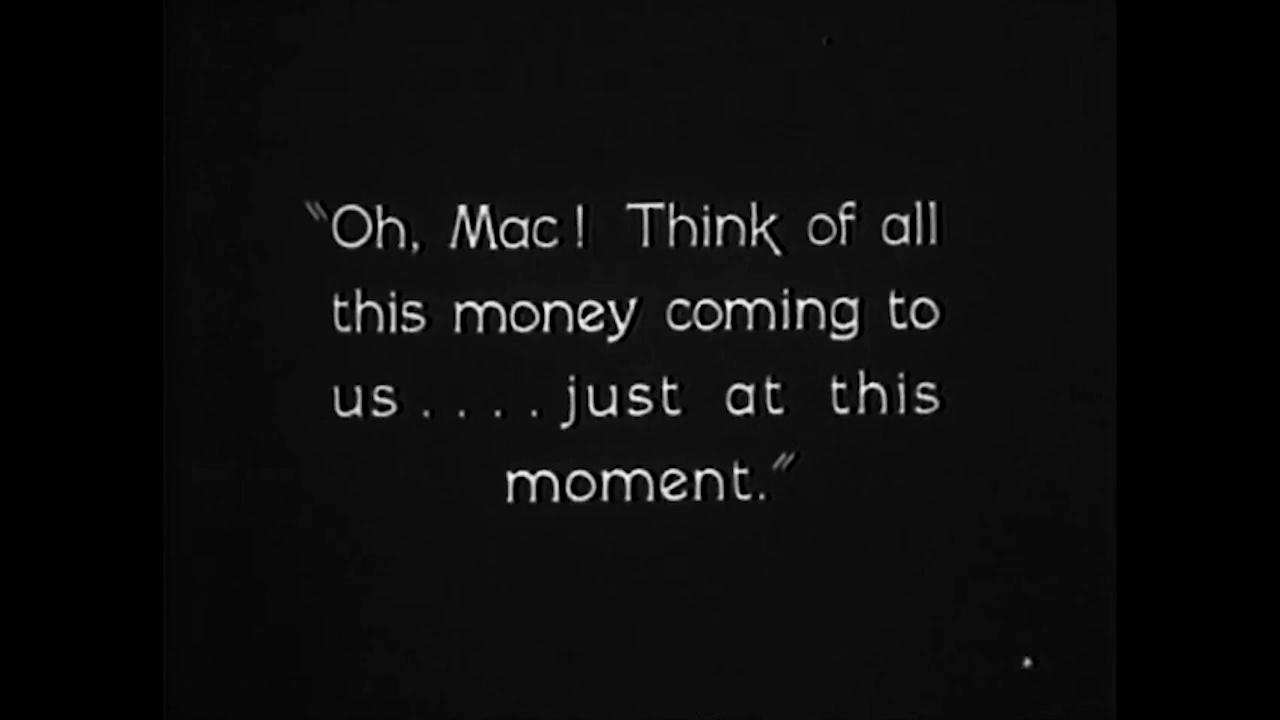 "Oh, Mac! Think of all
this money coming to
us....just at this
moment."